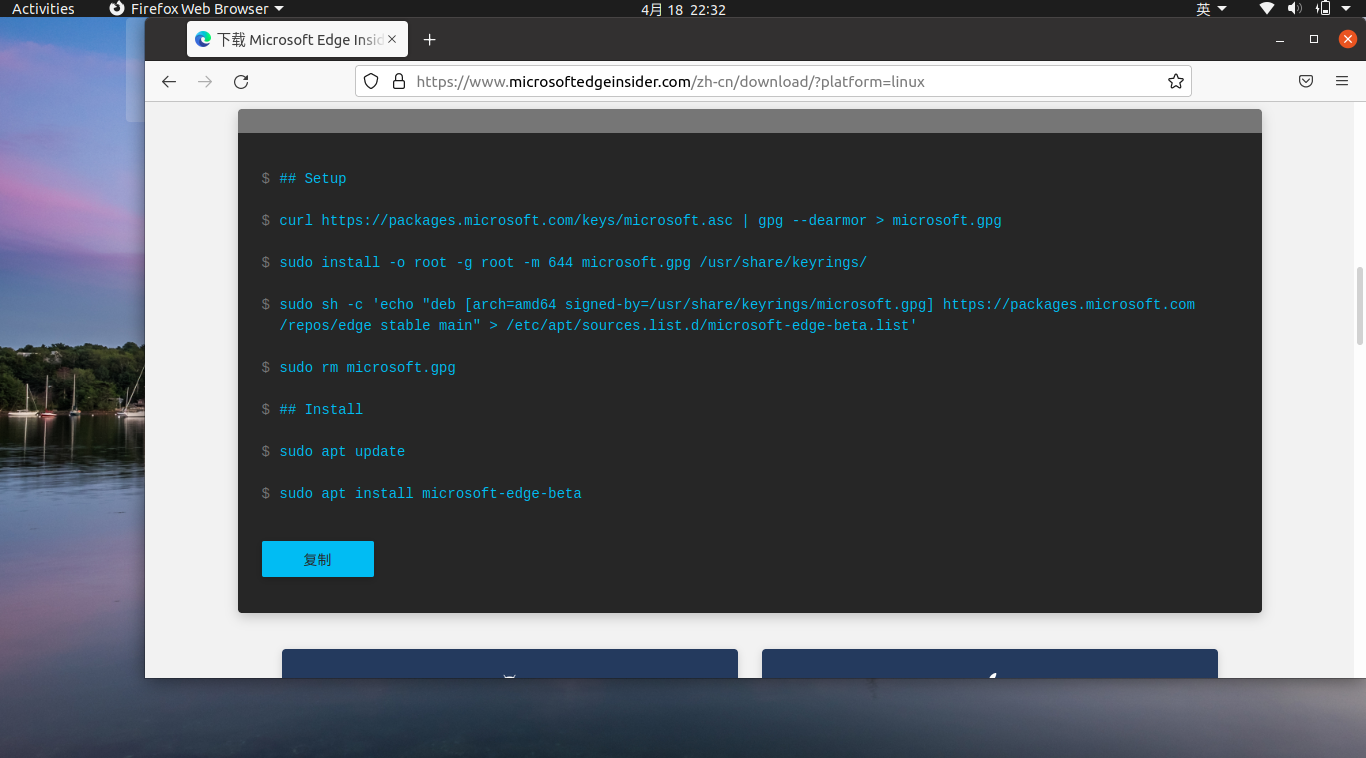 Activities Firefox Web Browser 4月 18 22:32 英
下载 Microsoft Edge Insid
https://www.microsoftedgeinsider.com/zh-cn/download/?platform=linux
$ ## Setup
$ curl https://packages.microsoft.com/keys/microsoft.asc | gpg --dearmor > microsoft.gpg
$ sudo install -o root -g root -m 644 microsoft.gpg /usr/share/keyrings/
$ sudo sh -c 'echo "deb [arch=amd64 signed-by=/usr/share/keyrings/microsoft.gpg] https://packages.microsoft.com
/repos/edge stable main" > /etc/apt/sources.list.d/microsoft-edge-beta.list'
$ sudo rm microsoft.gpg
$ ## Install
$ sudo apt update
$ sudo apt install microsoft-edge-beta
复制